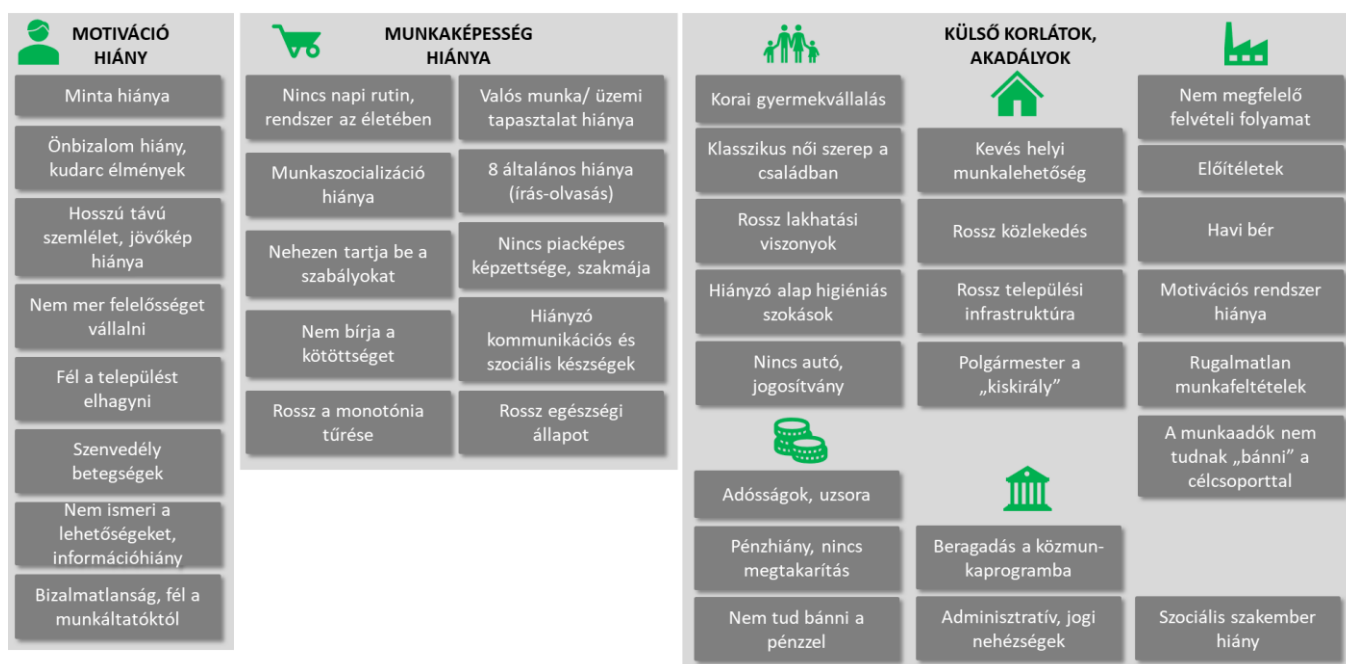 MOTIVÁCIÓ
HIÁNY
Minta hiánya
Önbizalom hiány,
kudarc élmények
Hosszú távú
szemlélet, jövőkép
hiánya
Nem mer felelősséget
vállalni
Fél a települést
elhagyni
Szenvedély
betegségek
Nem ismeri a
lehetőségeket,
információhiány
Bizalmatlanság, fél a
munkáltatóktól
MUNKAKÉPESSÉG
HIÁNYA
Nincs napi rutin,
rendszer az életében
Munkaszocializáció
hiánya
Nehezen tartja be a
szabályokat
Nem bírja a
kötöttséget
Rossz a monotónia
tűrése
Valós munka/ üzemi
tapasztalat hiánya
8 általános hiánya
(írás-olvasás)
Nincs piacképes
képzettsége, szakmája
Hiányzó
kommunikációs és
szociális készségek
Rossz egészségi
állapot
KÜLSŐ KORLÁTOK,
AKADÁLYOK
Korai gyermekvállalás
Klasszikus női szerep a
családban
Rossz lakhatási
viszonyok
Hiányzó alap higiéniás
szokások
Nincs autó,
jogosítvány
Adósságok, uzsora
Pénzhiány, nincs
megtakarítás
Nem tud bánni a
pénzzel
Kevés helyi
munkalehetőség
Rossz közlekedés
Rossz települési
infrastruktúra
Polgármester a
„kiskirály”
Beragadás a közmun-
kaprogramba
Adminisztratív, jogi
nehézségek
Nem megfelelő
felvételi folyamat
Előítéletek
Havi bér
Motivációs rendszer
hiánya
Rugalmatlan
munkafeltételek
A munkaadók nem
tudnak „bánni” a
célcsoporttal
Szociális szakember
hiány